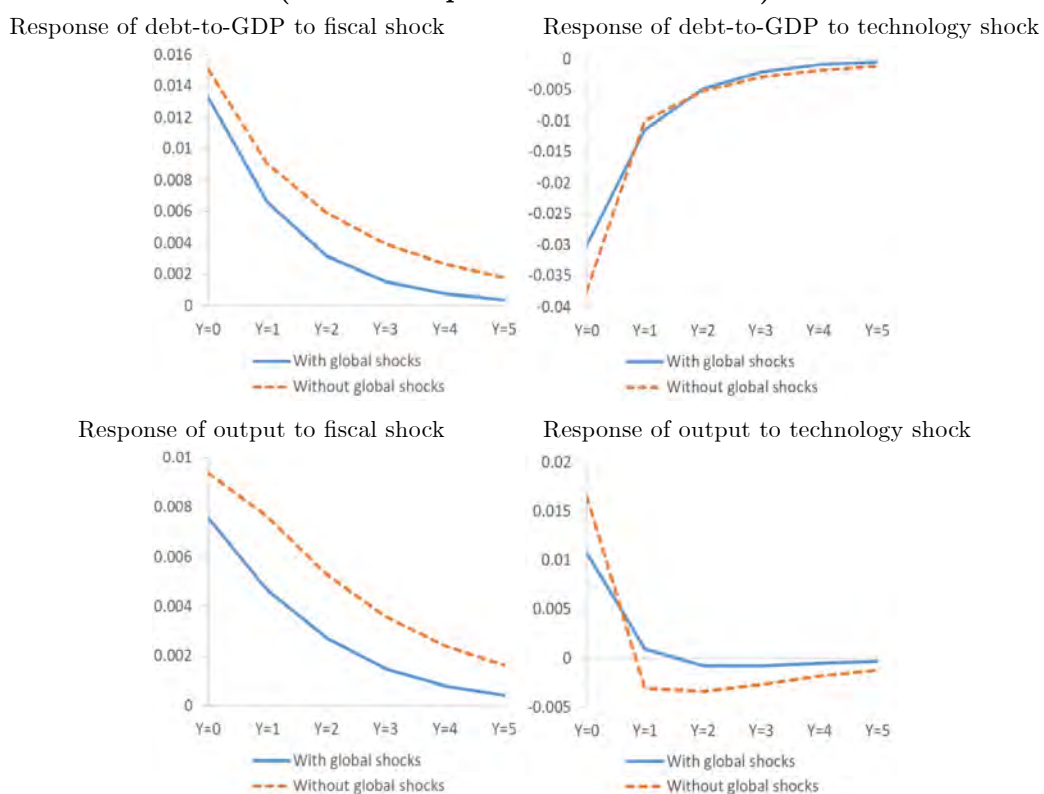 Response of debt-to-GDP to fiscal shock
0.016
0.014
0.012
0.01
0.008
0.006
0.004
0.002
0
Y=0 Y=1 Y=2 Y=3 Y=4 Y=5
With global shocks
Without global shocks
Response of debt-to-GDP to technology shock
0
-0.005
-0.01
-0.015
-0.02
-0.025
-0.03
-0.035
-0.04
Y=0 Y=1 Y=2 Y=3 Y=4 Y=5
With global shocks
Without global shocks
Response of output to fiscal shock
0.01
0.008
0.006
0.004
0.002
0
Y=0 Y=1 Y=2 Y=3 Y=4 Y=5
With global shocks
Without global shocks
Response of output to technology shock
0.02
0.015
0.01
0.005
0
-0.005
Y=0 Y=1 Y=2 Y=3 Y=4 Y=5
With global shocks
Without global shocks